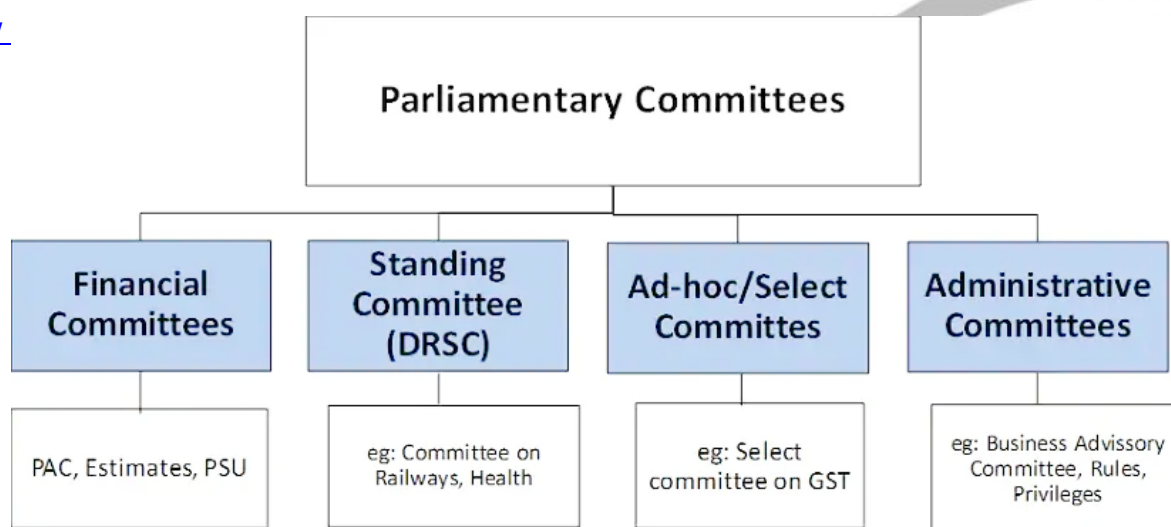 Parliamentary Committees
Financial
Committees
Standing
Committee
(DRSC)
Ad-hoc/Select
Committes
Administrative
Committees
PAC, Estimates, PSU
eg: Committee on
Railways, Health
eg: Select
committee on GST
eg: Business Advissory
Committee, Rules,
Privileges